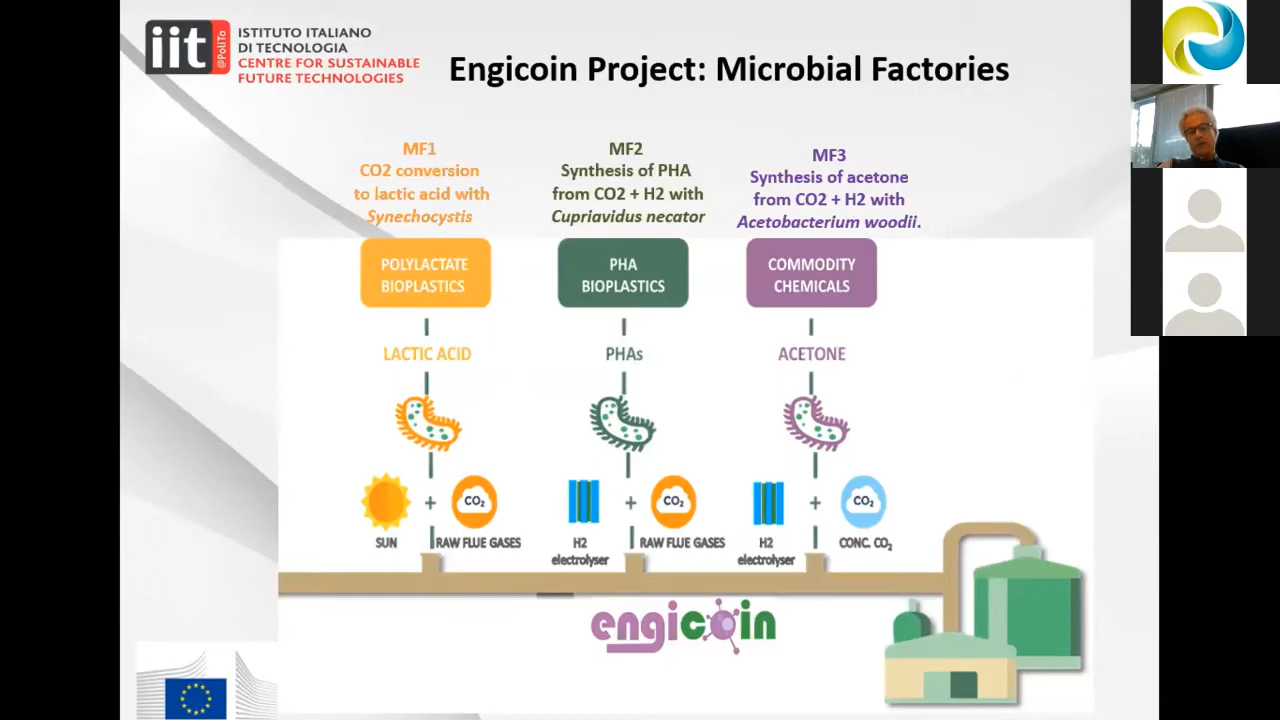 iit
@PoliTo
ISTITUTO ITALIANO
DI TECNOLOGIA
CENTRE FOR SUSTAINABLE
FUTURE TECHNOLOGIES
Engicoin Project: Microbial Factories
MF1
CO2 conversion
to lactic acid with
Synechocystis
MF2
Synthesis of PHA
from CO2 + H2 with
Cupriavidus necator
MF3
Synthesis of acetone
from CO2 + H2 with
Acetobacterium woodii.
POLYLACTATE
BIOPLASTICS
PHA
BIOPLASTICS
COMMODITY
CHEMICALS
LACTIC ACID
PHAs
ACETONE
+
CO₂
+
CO₂
+
CO₂
SUN
RAW FLUE GASES
H2
electrolyser
RAW FLUE GASES
H2
electrolyser
CONC. CO₂
engicoin